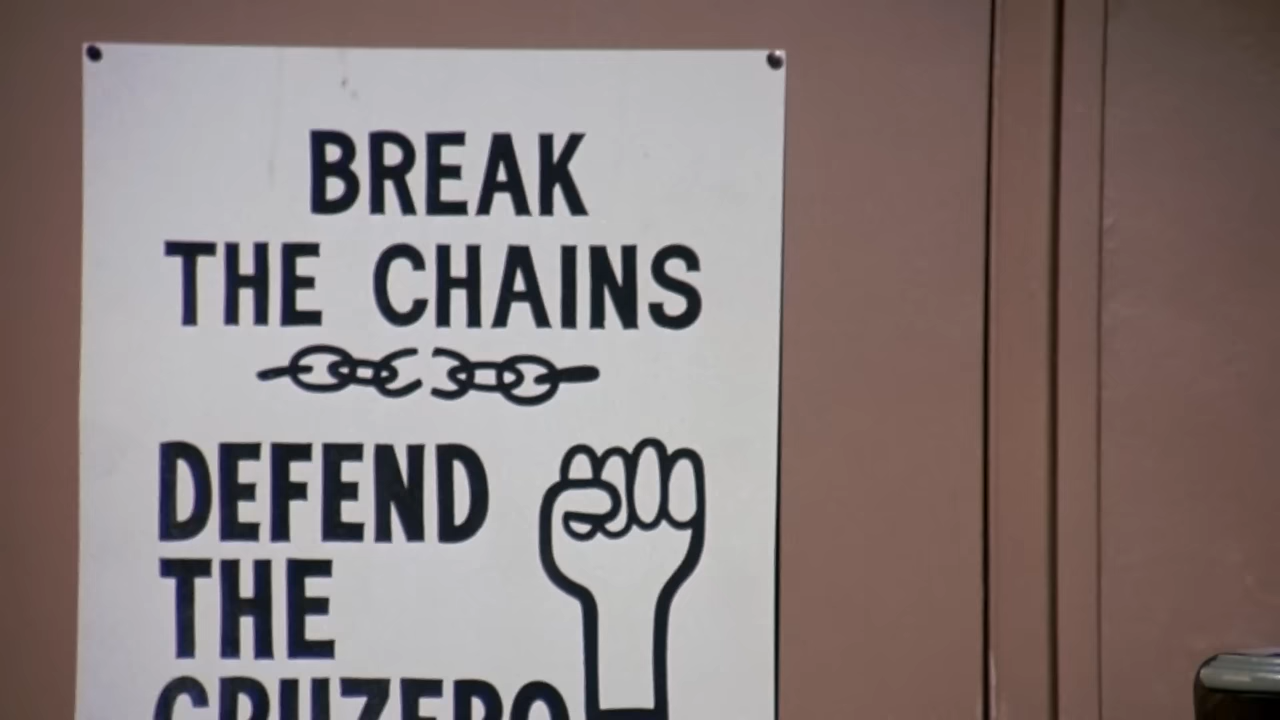 BREAK
THE CHAINS
DEFEND
THE
CRUZERO